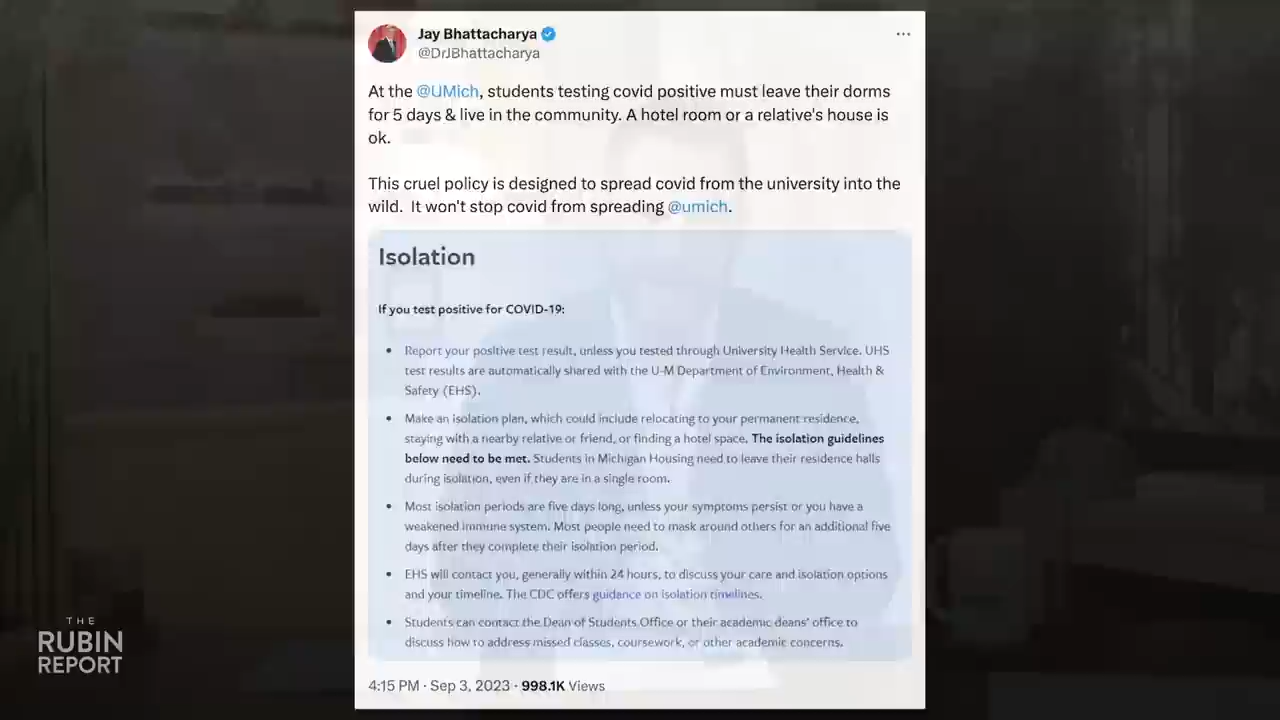 Jay Bhattacharya
@DrJBhattacharya
At the @UMich, students testing covid positive must leave their dorms
for 5 days & live in the community. A hotel room or a relative's house is
ok.
This cruel policy is designed to spread covid from the university into the
wild.  It won't stop covid from spreading @umich.
Isolation
If you test positive for COVID-19:
• Report your positive test result, unless you tested through University Health Service. UHS
test results are automatically shared with the U-M Department of Environment, Health &
Safety (EHS).
• Make an isolation plan, which could include relocating to your permanent residence,
staying with a nearby relative or friend, or finding a hotel space. The isolation guidelines
below need to be met. Students in Michigan Housing need to leave their residence halls
during isolation, even if they are in a single room.
• Most isolation periods are five days long, unless your symptoms persist or you have a
weakened immune system. Most people need to mask around others for an additional five
days after they complete their isolation period.
• EHS will contact you, generally within 24 hours, to discuss your care and isolation options
and your timeline. The CDC offers guidance on isolation timelines.
• Students can contact the Dean of Students Office or their academic deans' office to
discuss how to address missed classes, coursework, or other academic concerns.
4:15 PM · Sep 3, 2023 · 998.1K Views
THE
RUBIN
REPORT